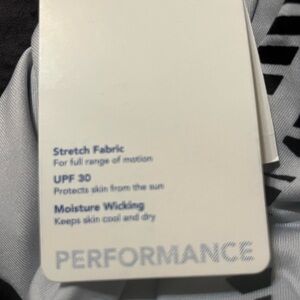 Stretch Fabric
For full range of motion
UPF 30
Protects skin from the sun
Moisture Wicking
Keeps skin cool and dry
PERFORMANCE